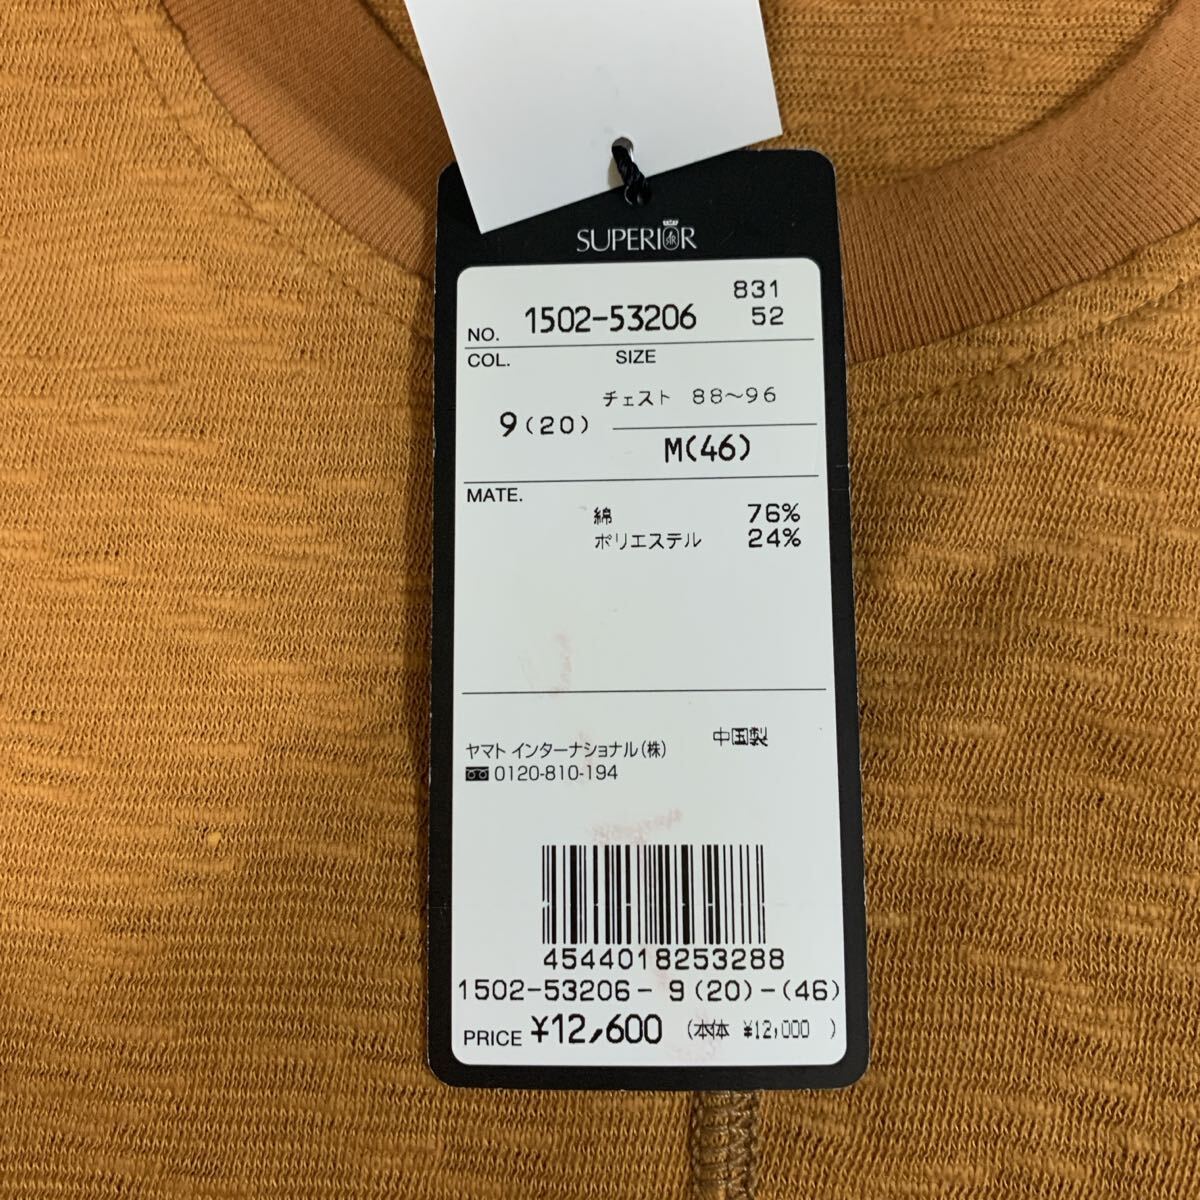 SUPERIOR
831
NO. 1502-53206 52
COL. SIZE
チェスト 88〜96
9(20)
M(46)
MATE.
綿 76%
ポリエステル 24%
中国製
ヤマト インターナショナル(株)
0120-810-194
4544018253288
1502-53206- 9(20)-(46)
PRICE ¥12,600 (本体 ¥12,000 )